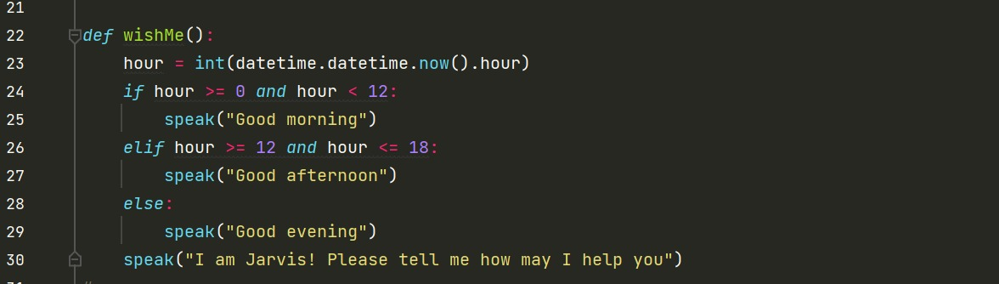 21
22 def wishMe():
23     hour = int(datetime.datetime.now().hour)
24     if hour >= 0 and hour < 12:
25         speak("Good morning")
26     elif hour >= 12 and hour <= 18:
27         speak("Good afternoon")
28     else:
29         speak("Good evening")
30     speak("I am Jarvis! Please tell me how may I help you")